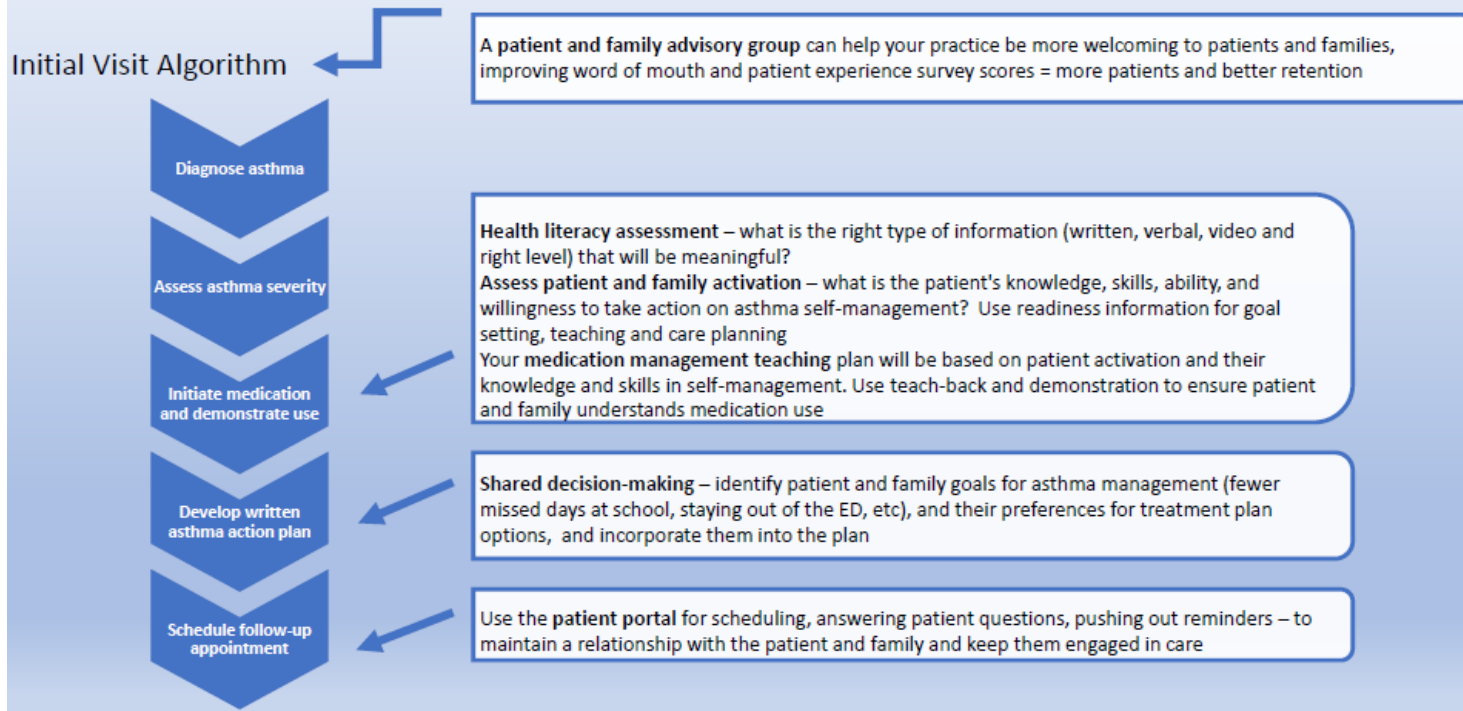 Initial Visit Algorithm
A patient and family advisory group can help your practice be more welcoming to patients and families,
improving word of mouth and patient experience survey scores = more patients and better retention
Diagnose asthma
Assess asthma severity
Health literacy assessment – what is the right type of information (written, verbal, video and
right level) that will be meaningful?
Assess patient and family activation – what is the patient's knowledge, skills, ability, and
willingness to take action on asthma self-management?  Use readiness information for goal
setting, teaching and care planning
Your medication management teaching plan will be based on patient activation and their
knowledge and skills in self-management. Use teach-back and demonstration to ensure patient
and family understands medication use
Initiate medication
and demonstrate use
Develop written
asthma action plan
Shared decision-making – identify patient and family goals for asthma management (fewer
missed days at school, staying out of the ED, etc), and their preferences for treatment plan
options,  and incorporate them into the plan
Schedule follow-up
appointment
Use the patient portal for scheduling, answering patient questions, pushing out reminders – to
maintain a relationship with the patient and family and keep them engaged in care